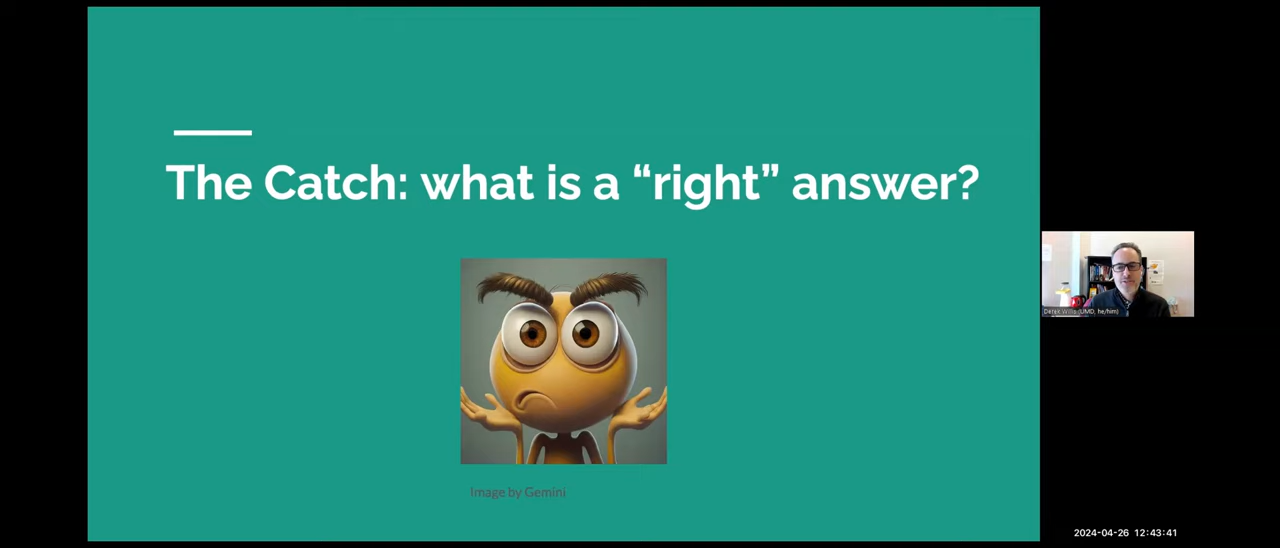 The Catch: what is a “right” answer?
Image by Gemini
Derek Willis (UMD, he/him)
2024-04-26 12:43:41